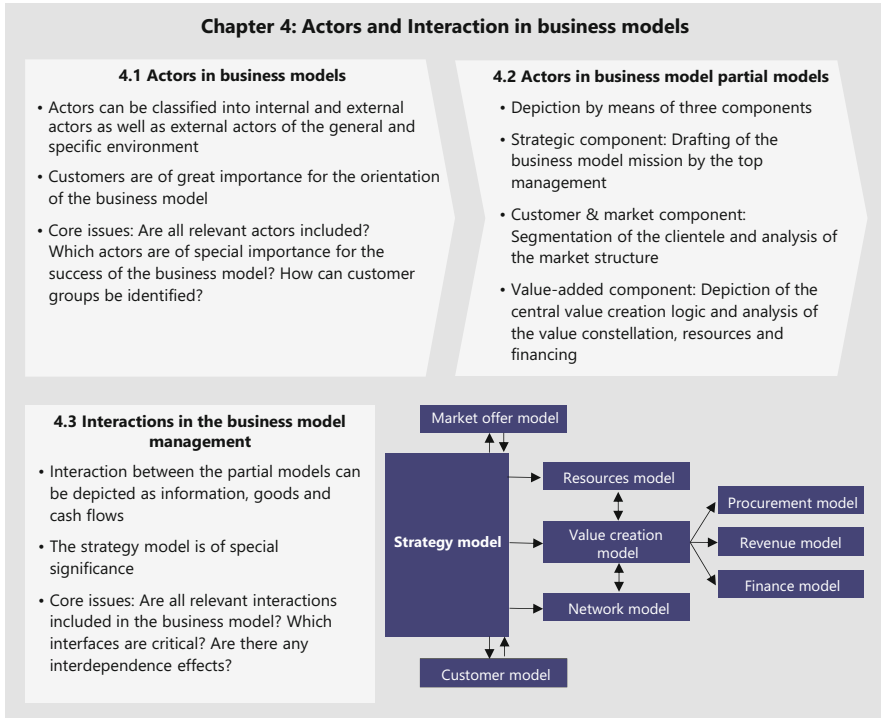 Chapter 4: Actors and Interaction in business models
4.1 Actors in business models
• Actors can be classified into internal and external
actors as well as external actors of the general and
specific environment
• Customers are of great importance for the orientation
of the business model
• Core issues: Are all relevant actors included?
Which actors are of special importance for the
success of the business model? How can customer
groups be identified?
4.2 Actors in business model partial models
• Depiction by means of three components
• Strategic component: Drafting of the
business model mission by the top
management
• Customer & market component:
Segmentation of the clientele and analysis of
the market structure
• Value-added component: Depiction of the
central value creation logic and analysis of
the value constellation, resources and
financing
4.3 Interactions in the business model
management
• Interaction between the partial models can
be depicted as information, goods and
cash flows
• The strategy model is of special
significance
• Core issues: Are all relevant interactions
included in the business model? Which
interfaces are critical? Are there any
interdependence effects?
Market offer model
Strategy model
Resources model
Value creation
model
Network model
Procurement model
Revenue model
Finance model
Customer model